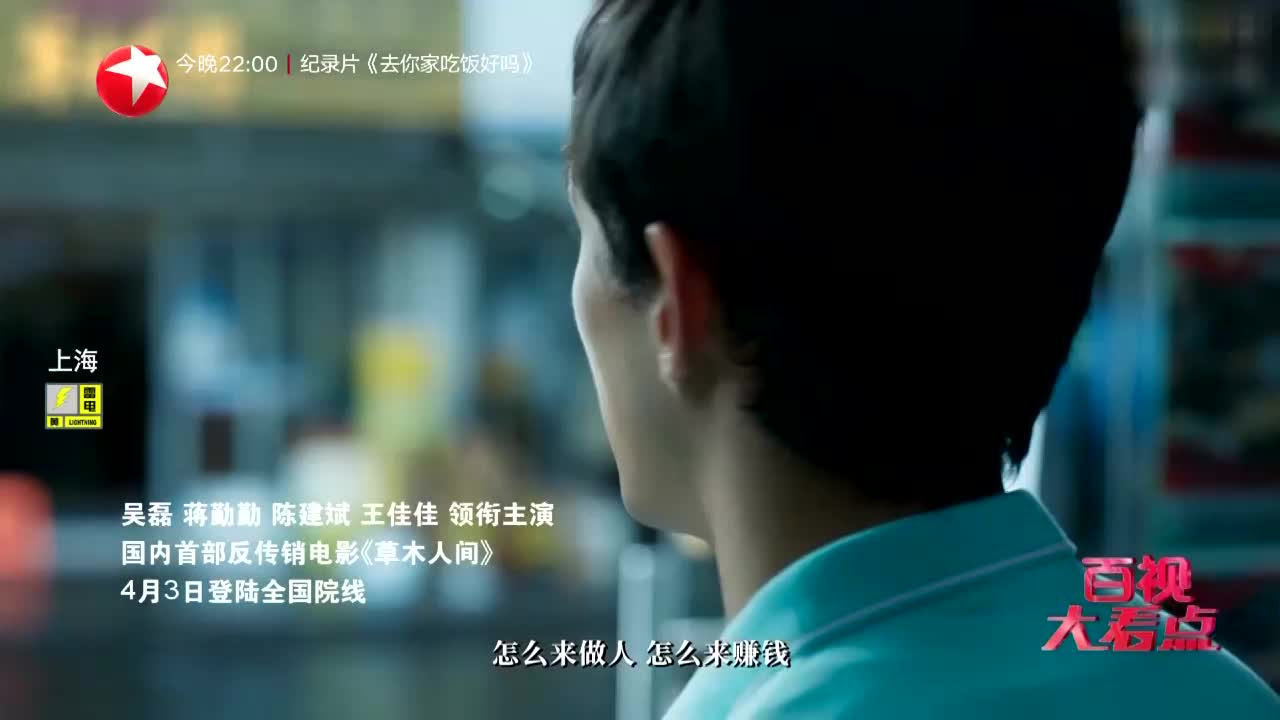 今晚22:00 | 纪录片《去你家吃饭好吗》
上海
雷电
黄 LIGHTNING
吴磊 蒋勤勤 陈建斌 王佳佳 领衔主演
国内首部反传销电影《草木人间》
4月3日登陆全国院线
百视
大看点
怎么来做人 怎么来赚钱